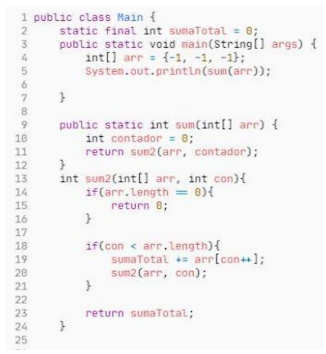 1 public class Main {
2 static final int sumaTotal = 0;
3 public static void main(String[] args) {
4 int[] arr = {-1, -1, -1};
5 System.out.println(sum(arr));
6
7 }
8
9 public static int sum(int[] arr) {
10 int contador = 0;
11 return sum2(arr, contador);
12 }
13 int sum2(int[] arr, int con){
14 if(arr.length == 0){
15 return 0;
16 }
17
18 if(con < arr.length){
19 sumaTotal += arr[con++];
20 sum2(arr, con);
21 }
22
23 return sumaTotal;
24 }
25